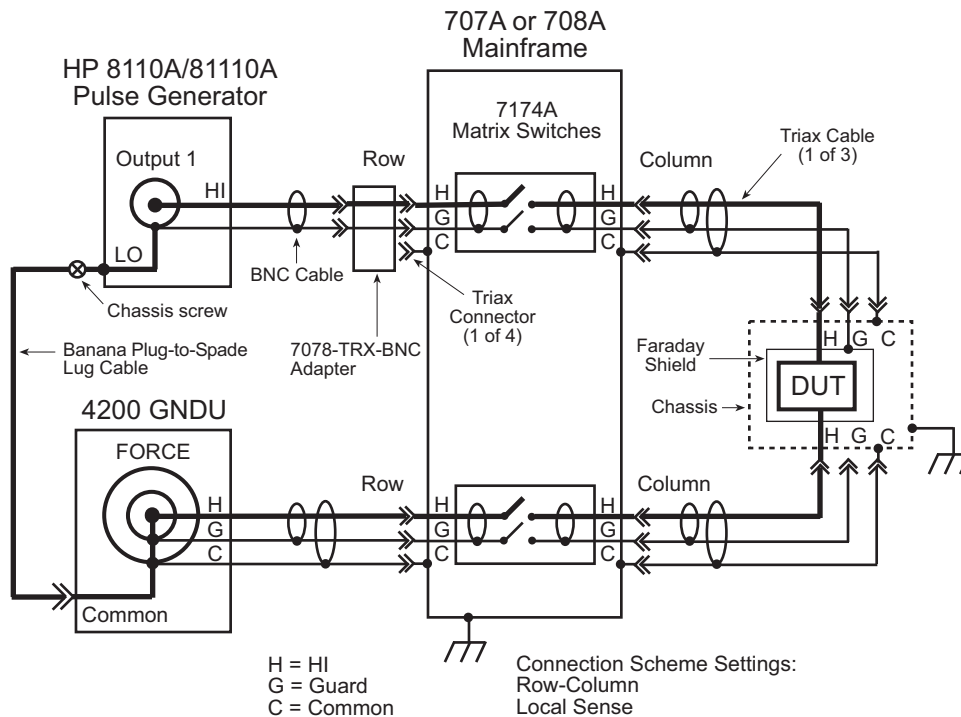 707A or 708A
Mainframe
HP 8110A/81110A
Pulse Generator
7174A
Matrix Switches
Triax Cable
(1 of 3)
Output 1
Row
Column
HI
H
H
G
G
C
C
LO
BNC Cable
Chassis screw
Triax
Connector
(1 of 4)
Banana Plug-to-Spade
Lug Cable
7078-TRX-BNC
Adapter
Faraday
Shield
H
G
C
DUT
Chassis
4200 GNDU
H
G
C
FORCE
Row
Column
H
H
H
G
G
G
C
C
C
Common
H = HI
G = Guard
C = Common
Connection Scheme Settings:
Row-Column
Local Sense